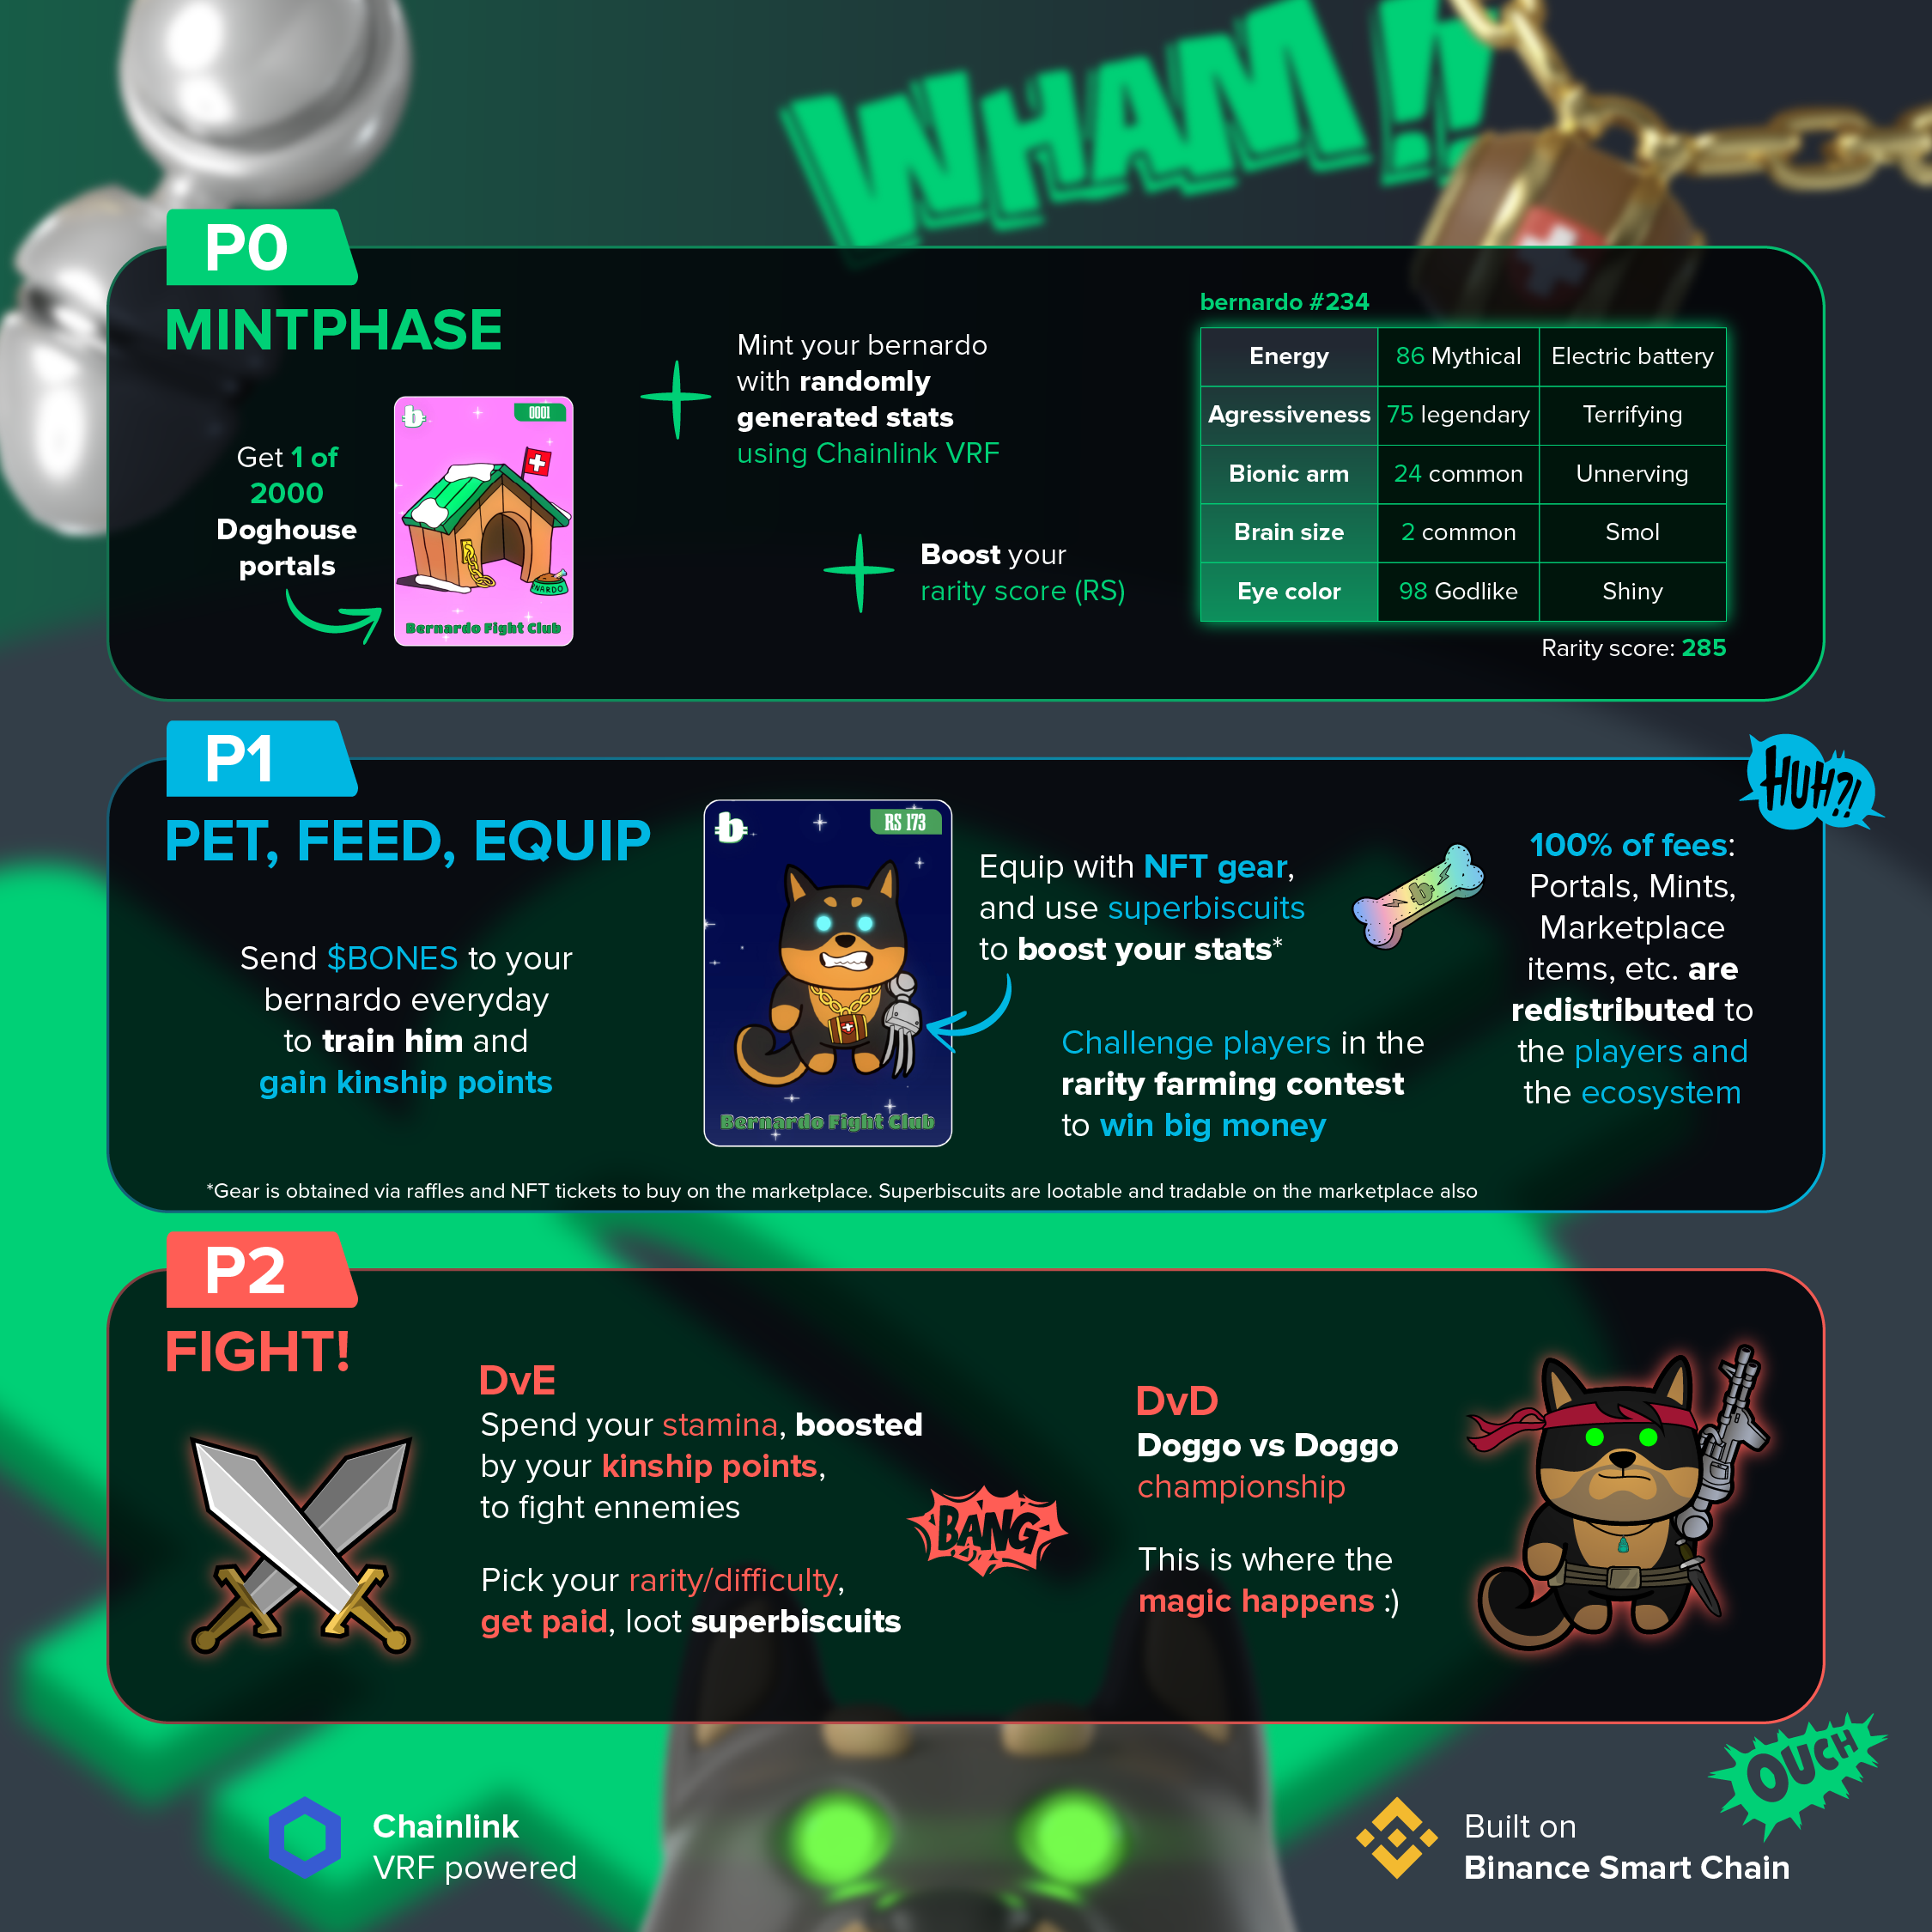 WHAM!!
P0
MINTPHASE
Get 1 of
2000
Doghouse
portals
b
0001
NARDO
Bernardo Fight Club
Mint your bernardo
with randomly
generated stats
using Chainlink VRF
Boost your
rarity score (RS)
bernardo #234
Energy 86 Mythical Electric battery
Agressiveness 75 legendary Terrifying
Bionic arm 24 common Unnerving
Brain size 2 common Smol
Eye color 98 Godlike Shiny
Rarity score: 285
P1
PET, FEED, EQUIP
Send $BONES to your
bernardo everyday
to train him and
gain kinship points
b
RS 173
Bernardo Fight Club
Equip with NFT gear,
and use superbiscuits
to boost your stats*
b
Challenge players in the
rarity farming contest
to win big money
HUH?!
100% of fees:
Portals, Mints,
Marketplace
items, etc. are
redistributed to
the players and
the ecosystem
*Gear is obtained via raffles and NFT tickets to buy on the marketplace. Superbiscuits are lootable and tradable on the marketplace also
P2
FIGHT!
DvE
Spend your stamina, boosted
by your kinship points,
to fight ennemies
Pick your rarity/difficulty,
get paid, loot superbiscuits
BANG
DvD
Doggo vs Doggo
championship
This is where the
magic happens :)
OUCH
Chainlink
VRF powered
Built on
Binance Smart Chain